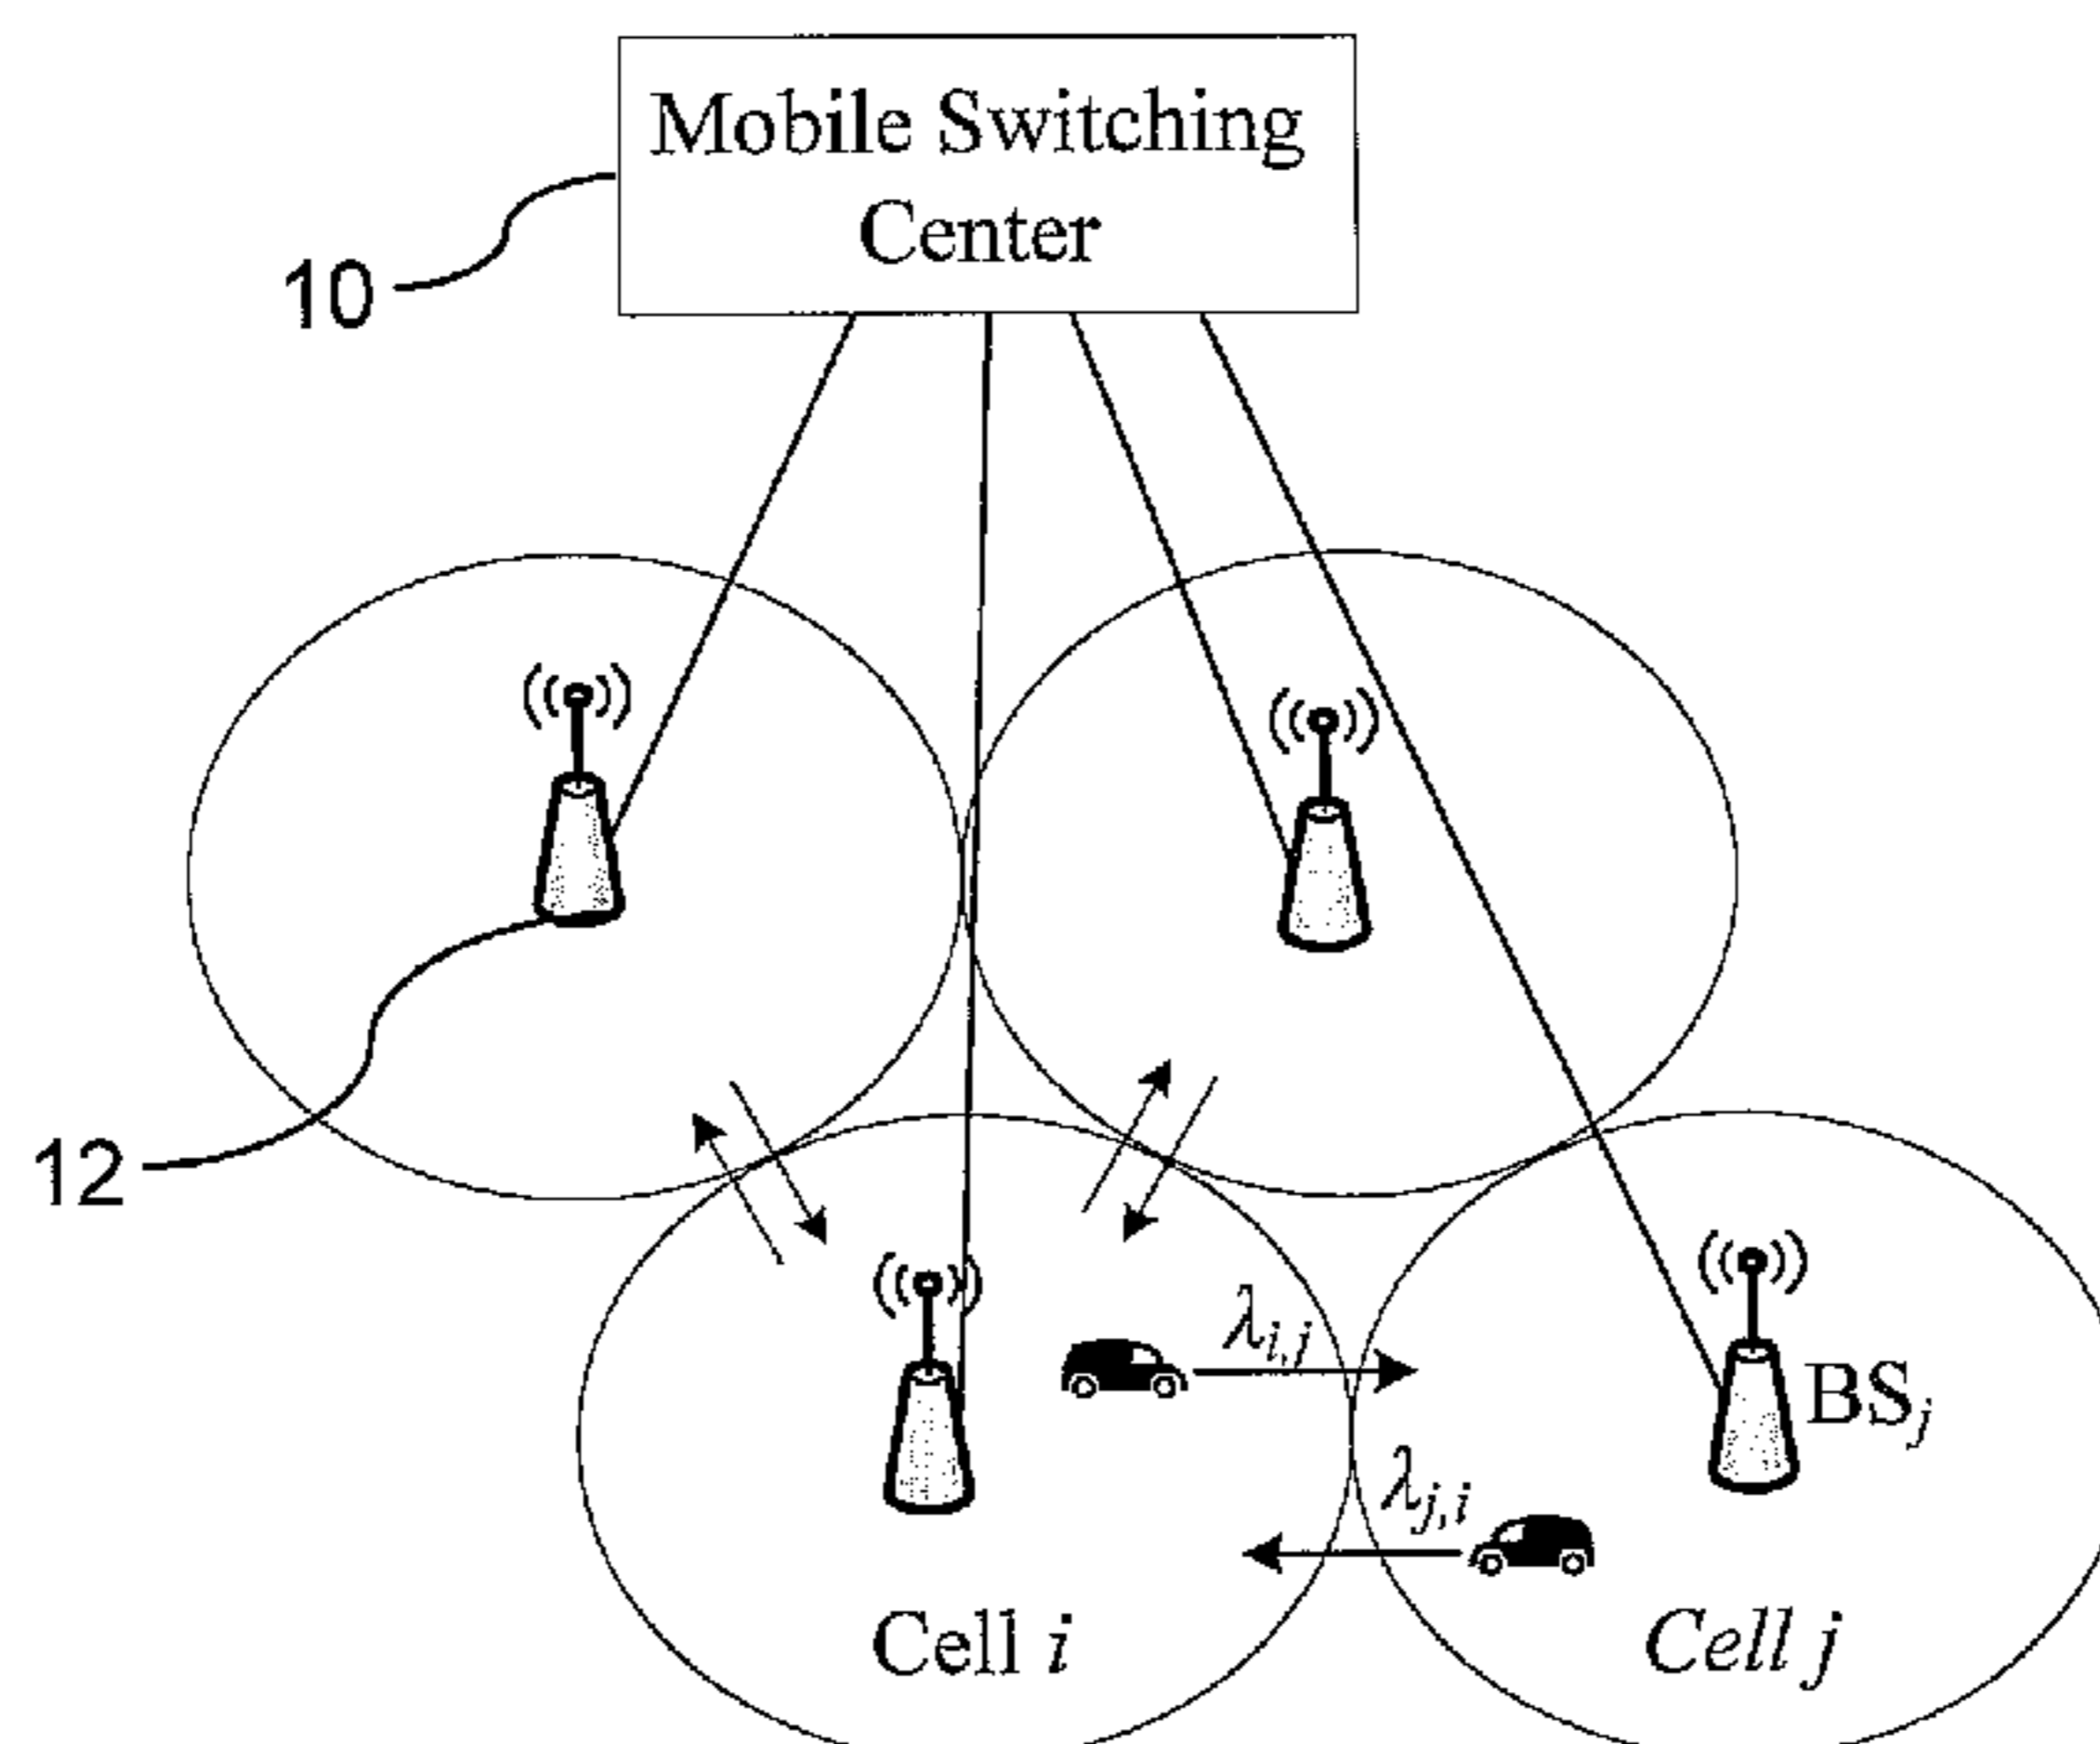 Mobile Switching
Center
10
12
λi,j
BSj
λj,i
Cell i
Cell j